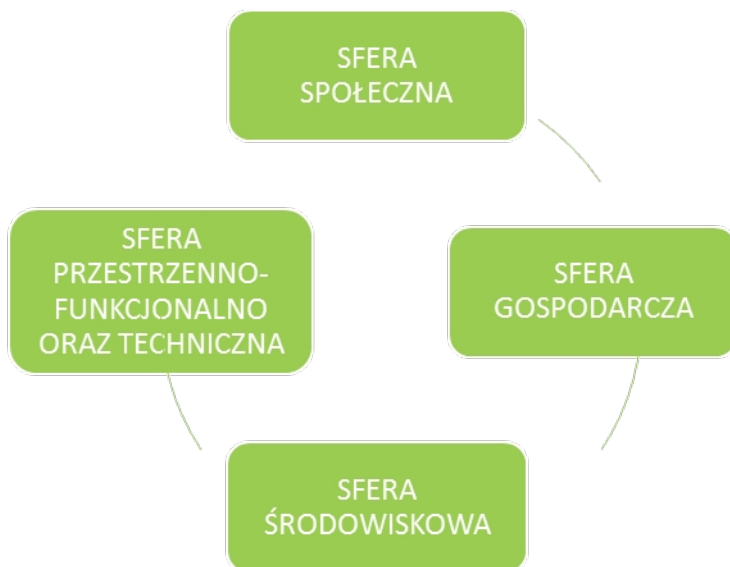 SFERA
SPOŁECZNA
SFERA
PRZESTRZENNO-
FUNKCJONALNO
ORAZ TECHNICZNA
SFERA
GOSPODARCZA
SFERA
ŚRODOWISKOWA